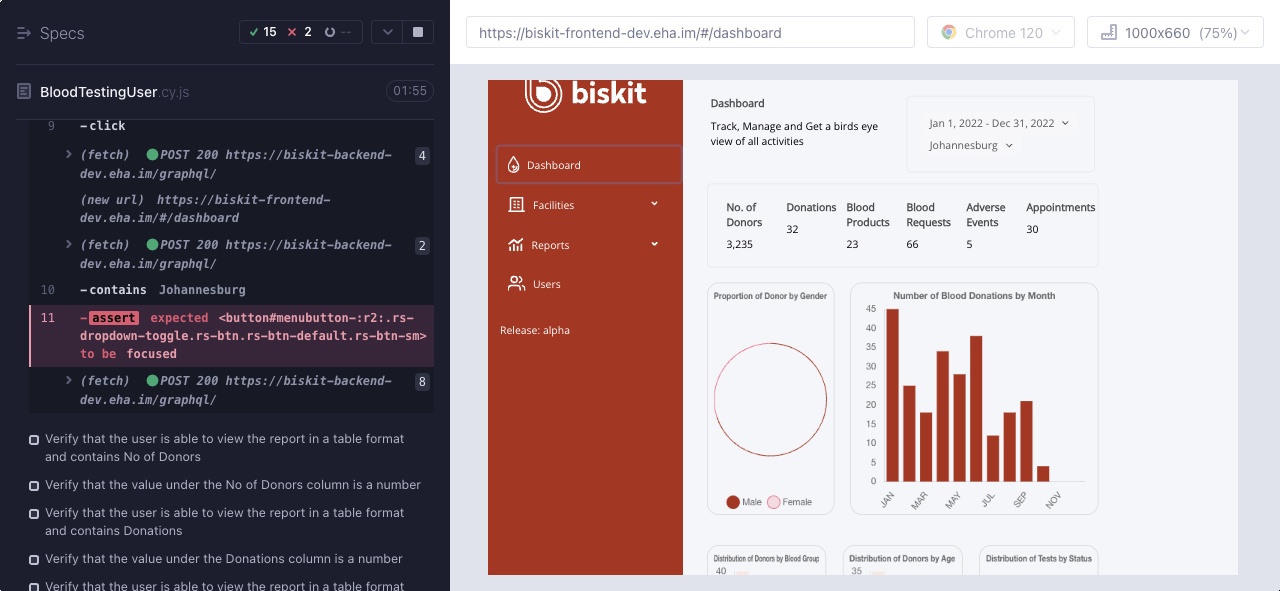 Specs
15
2
--
BloodTestingUser.cy.js
01:55
9
–click
(fetch) POST 200 https://biskit-backend-
dev.eha.im/graphql/
4
(new url) https://biskit-frontend-
dev.eha.im/#/dashboard
(fetch) POST 200 https://biskit-backend-
dev.eha.im/graphql/
2
10
–contains Johannesburg
11
–assert expected <button#menubutton-:r2:.rs-
dropdown-toggle.rs-btn.rs-btn-default.rs-btn-sm>
to be focused
(fetch) POST 200 https://biskit-backend-
dev.eha.im/graphql/
8
Verify that the user is able to view the report in a table format
and contains No of Donors
Verify that the value under the No of Donors column is a number
Verify that the user is able to view the report in a table format
and contains Donations
Verify that the value under the Donations column is a number
Verify that the user is able to view the report in a table format
https://biskit-frontend-dev.eha.im/#/dashboard
Chrome 120
1000x660 (75%)
biskit
Dashboard
Facilities
Reports
Users
Release: alpha
Dashboard
Track, Manage and Get a birds eye
view of all activities
Jan 1, 2022 - Dec 31, 2022
Johannesburg
No. of
Donors
3,235
Donations
32
Blood
Products
23
Blood
Requests
66
Adverse
Events
5
Appointments
30
Proportion of Donor by Gender
Male
Female
Number of Blood Donations by Month
45
40
35
30
25
20
15
10
5
0
JAN
MAR
MAY
JUL
SEP
NOV
Distribution of Donors by Blood Group
40
Distribution of Donors by Age
35
Distribution of Tests by Status